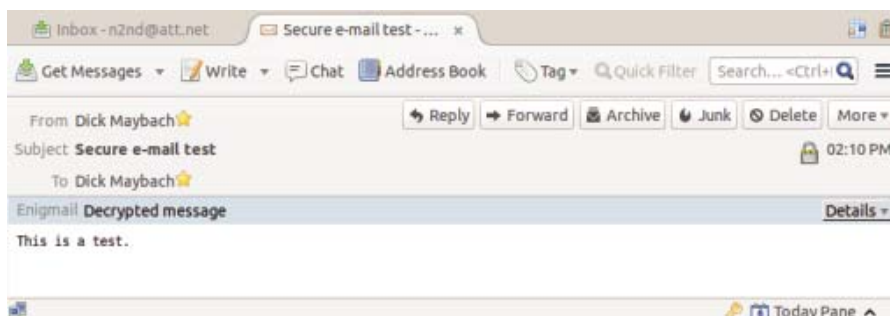 Inbox - n2nd@att.net Secure e-mail test - ... ×
Get Messages Write Chat Address Book Tag Quick Filter Search... <Ctrl+
From Dick Maybach Reply Forward Archive Junk Delete More
Subject Secure e-mail test 02:10 PM
To Dick Maybach
Enigmail Decrypted message Details
This is a test.
Today Pane